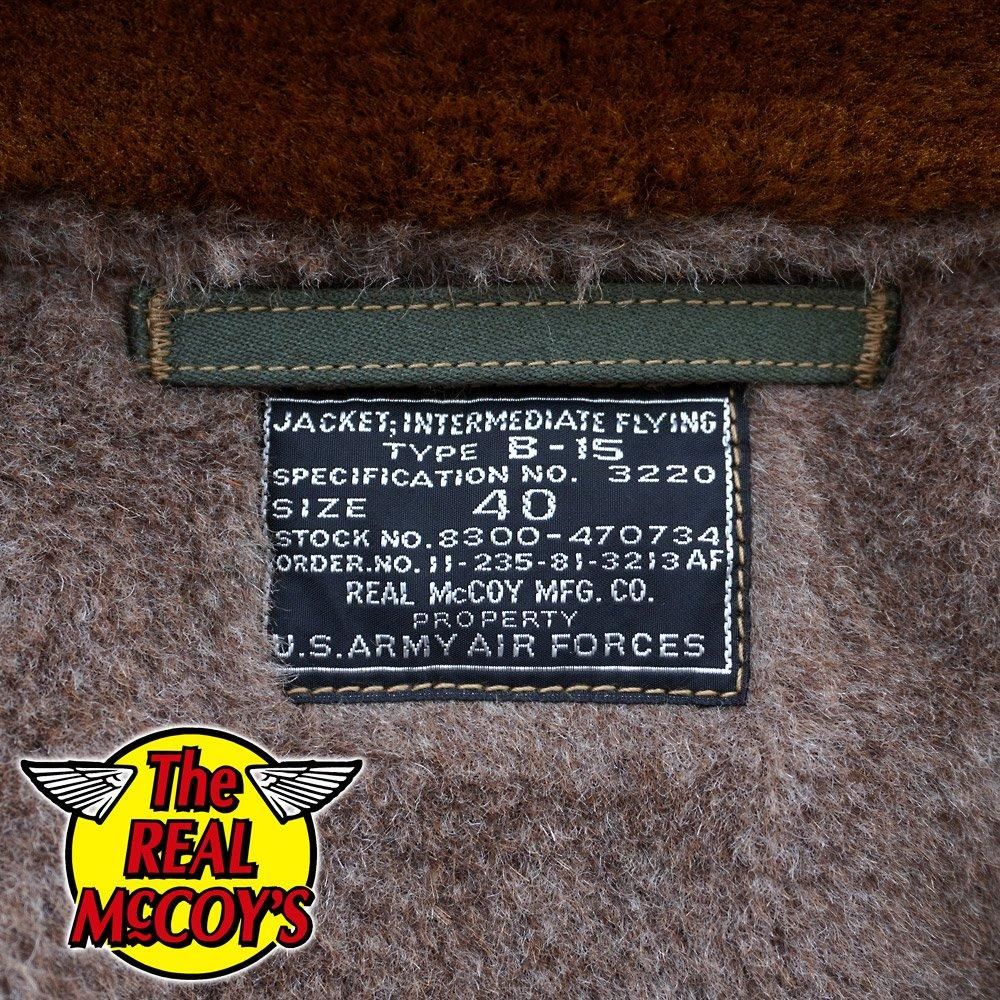 JACKET; INTERMEDIATE FLYING
TYPE B-15
SPECIFICATION NO. 3220
SIZE 40
STOCK NO. 8300-470734
ORDER.NO. 11-235-81-3213 AF
REAL McCOY MFG. CO.
PROPERTY
U.S. ARMY AIR FORCES
The
REAL
McCOY'S